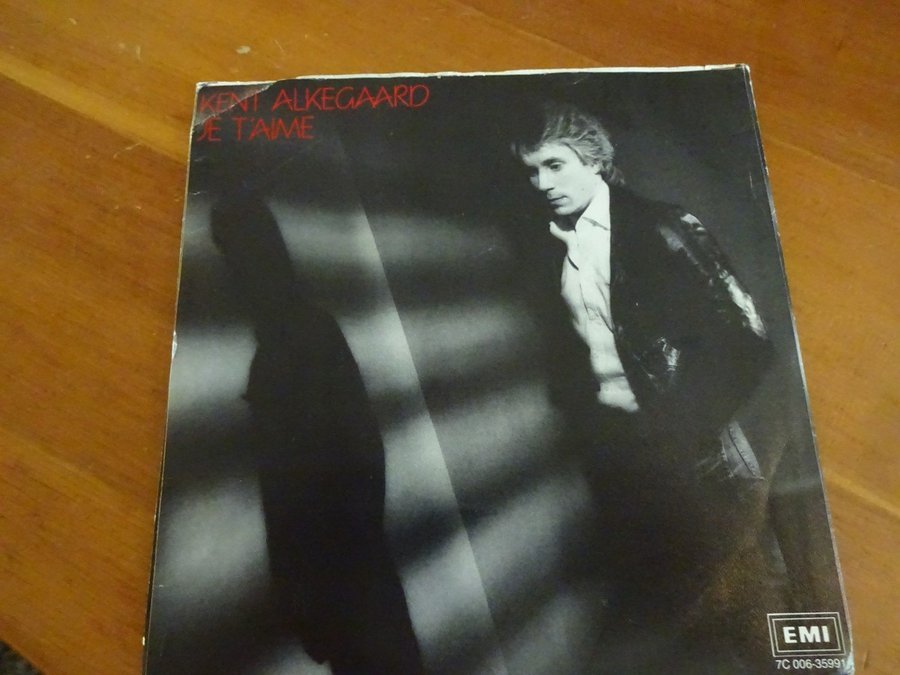 KENT ALKEGAARD
JE T'AIME
EMI
7C 006-35991